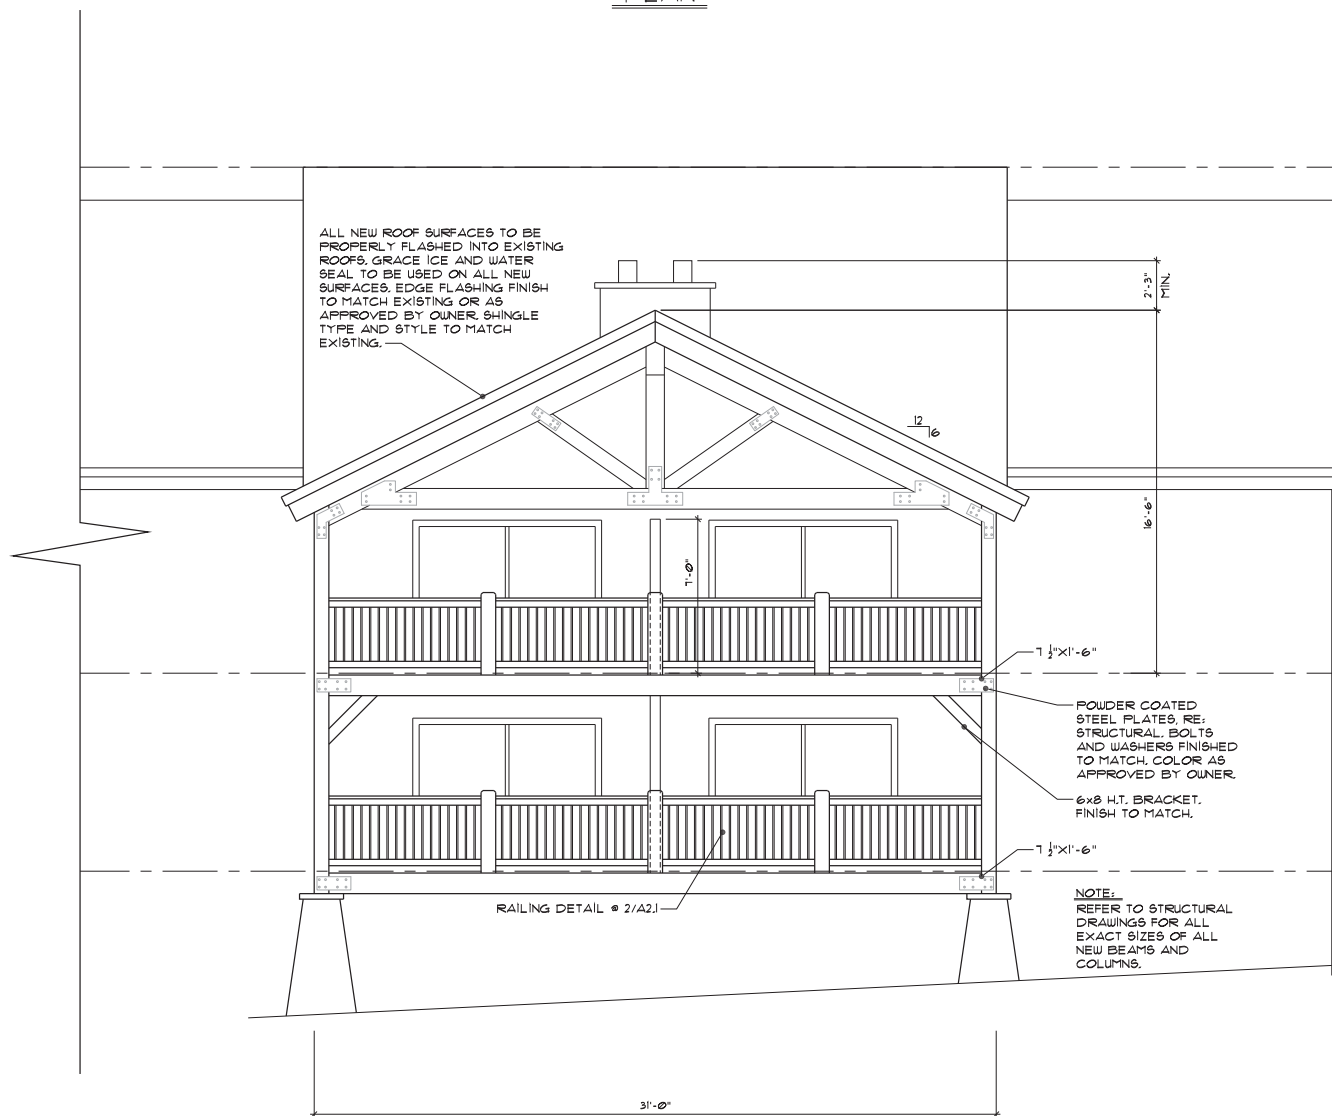 ALL NEW ROOF SURFACES TO BE
PROPERLY FLASHED INTO EXISTING
ROOFS. GRACE ICE AND WATER
SEAL TO BE USED ON ALL NEW
SURFACES. EDGE FLASHING FINISH
TO MATCH EXISTING OR AS
APPROVED BY OWNER. SHINGLE
TYPE AND STYLE TO MATCH
EXISTING.
2'-3"
MIN.
12
6
16'-6"
7'-0"
7 1/2"X1'-6"
POWDER COATED
STEEL PLATES, RE:
STRUCTURAL. BOLTS
AND WASHERS FINISHED
TO MATCH. COLOR AS
APPROVED BY OWNER.
6x8 H.T. BRACKET.
FINISH TO MATCH.
7 1/2"X1'-6"
RAILING DETAIL @ 2/A2.1
NOTE:
REFER TO STRUCTURAL
DRAWINGS FOR ALL
EXACT SIZES OF ALL
NEW BEAMS AND
COLUMNS.
31'-0"